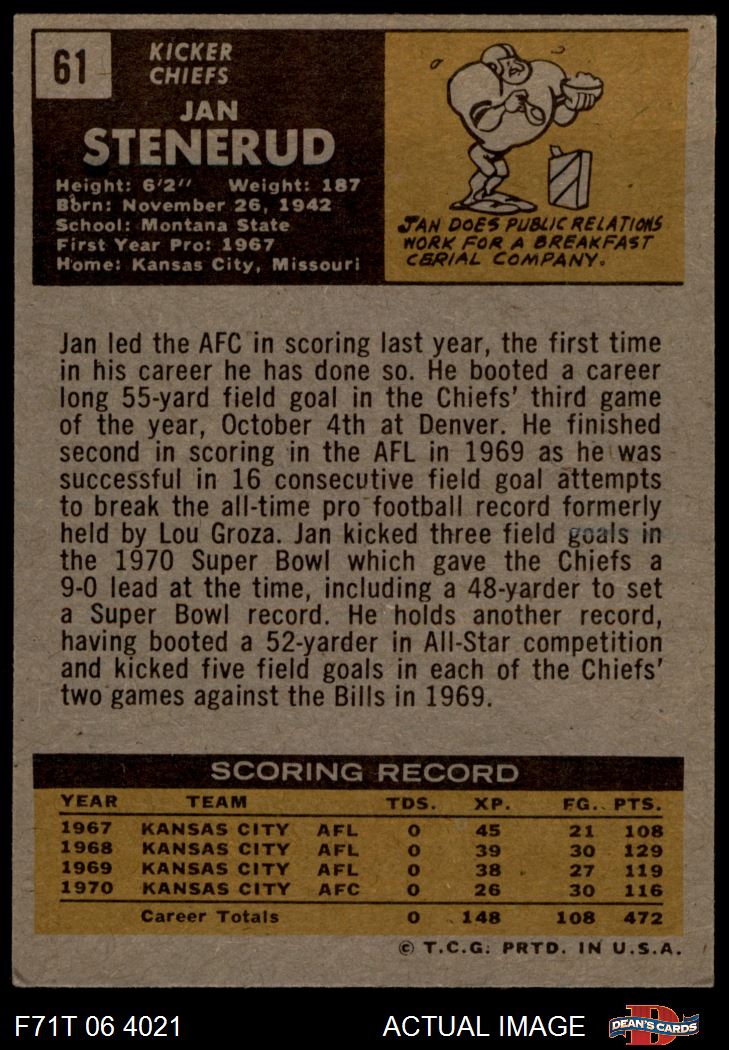 61
KICKER
CHIEFS
JAN
STENERUD
Height: 6'2" Weight: 187
Born: November 26, 1942
School: Montana State
First Year Pro: 1967
Home: Kansas City, Missouri
JAN DOES PUBLIC RELATIONS
WORK FOR A BREAKFAST
CERIAL COMPANY.
Jan led the AFC in scoring last year, the first time
in his career he has done so. He booted a career
long 55-yard field goal in the Chiefs' third game
of the year, October 4th at Denver. He finished
second in scoring in the AFL in 1969 as he was
successful in 16 consecutive field goal attempts
to break the all-time pro football record formerly
held by Lou Groza. Jan kicked three field goals in
the 1970 Super Bowl which gave the Chiefs a
9-0 lead at the time, including a 48-yarder to set
a Super Bowl record. He holds another record,
having booted a 52-yarder in All-Star competition
and kicked five field goals in each of the Chiefs'
two games against the Bills in 1969.
SCORING RECORD
YEAR TEAM TDS. XP. FG. PTS.
1967 KANSAS CITY AFL 0 45 21 108
1968 KANSAS CITY AFL 0 39 30 129
1969 KANSAS CITY AFL 0 38 27 119
1970 KANSAS CITY AFC 0 26 30 116
Career Totals 0 148 108 472
© T.C.G. PRTD. IN U.S.A.
F71T 06 4021 ACTUAL IMAGE
D
DEAN'S CARDS